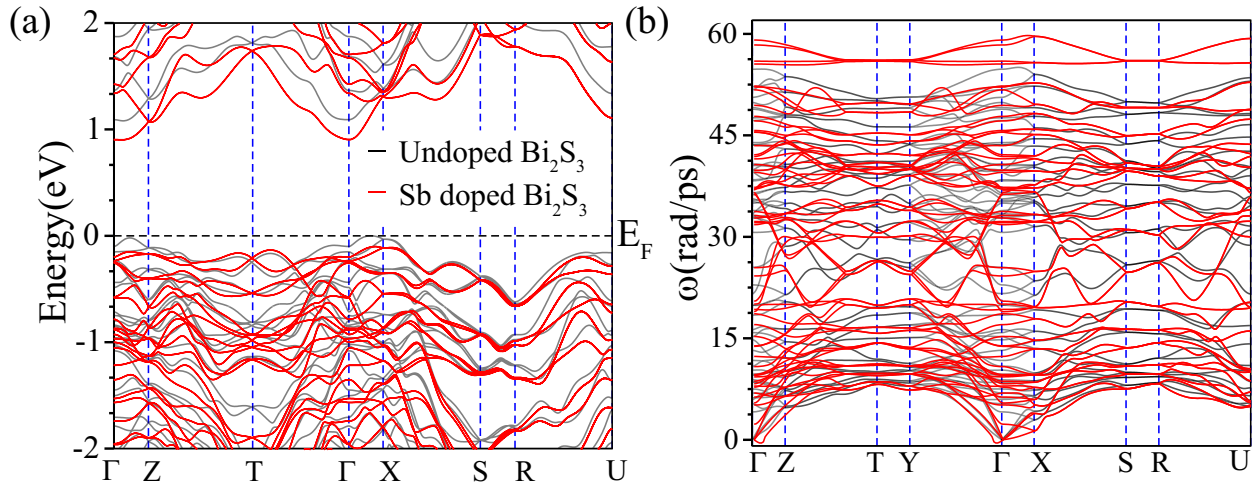 (a)
Energy(eV)
2
1
0
-1
-2
Undoped Bi₂S₃
Sb doped Bi₂S₃
E_F
Γ Z T Γ X S R U
(b)
ω(rad/ps)
60
45
30
15
0
Γ Z T Y Γ X S R U